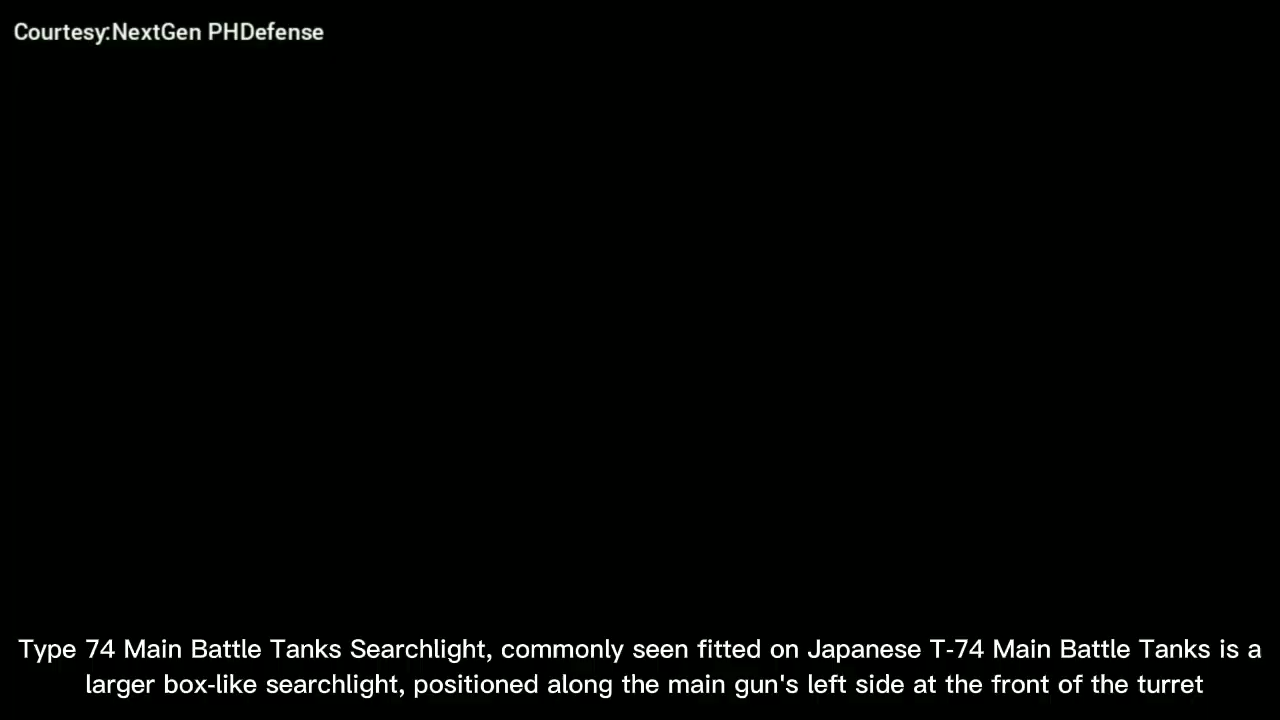 Courtesy:NextGen PHDefense
Type 74 Main Battle Tanks Searchlight, commonly seen fitted on Japanese T-74 Main Battle Tanks is a
larger box-like searchlight, positioned along the main gun's left side at the front of the turret